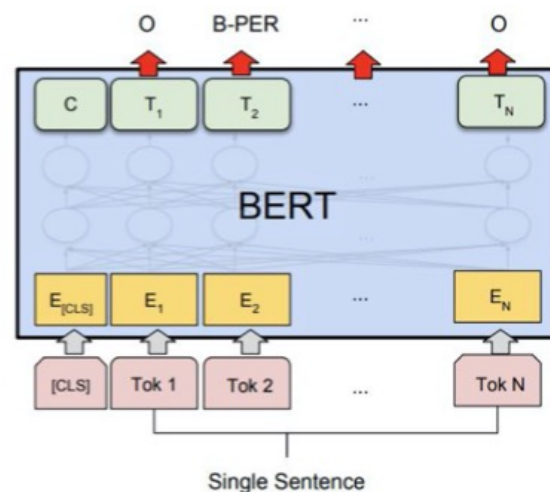 O B-PER ... O
C T1 T2 ... TN
...
...
BERT
E[CLS] E1 E2 ... EN
[CLS] Tok 1 Tok 2 ... Tok N
Single Sentence